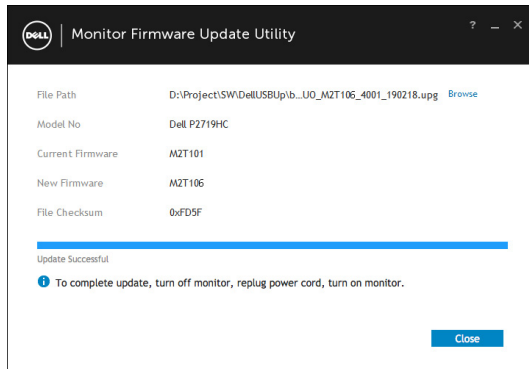 DELL Monitor Firmware Update Utility ? _ X
File Path D:\Project\SW\DellUSBUp\b...UO_M2T106_4001_190218.upg Browse
Model No Dell P2719HC
Current Firmware M2T101
New Firmware M2T106
File Checksum 0xFD5F
Update Successful
i To complete update, turn off monitor, replug power cord, turn on monitor.
Close